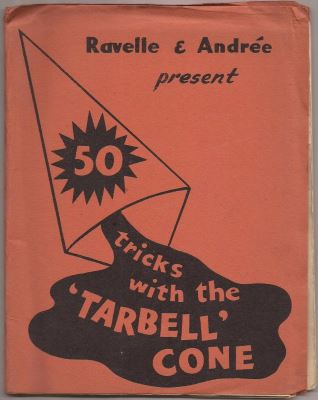 Ravelle & Andrée
present
50
tricks
with the
'TARBELL'
CONE